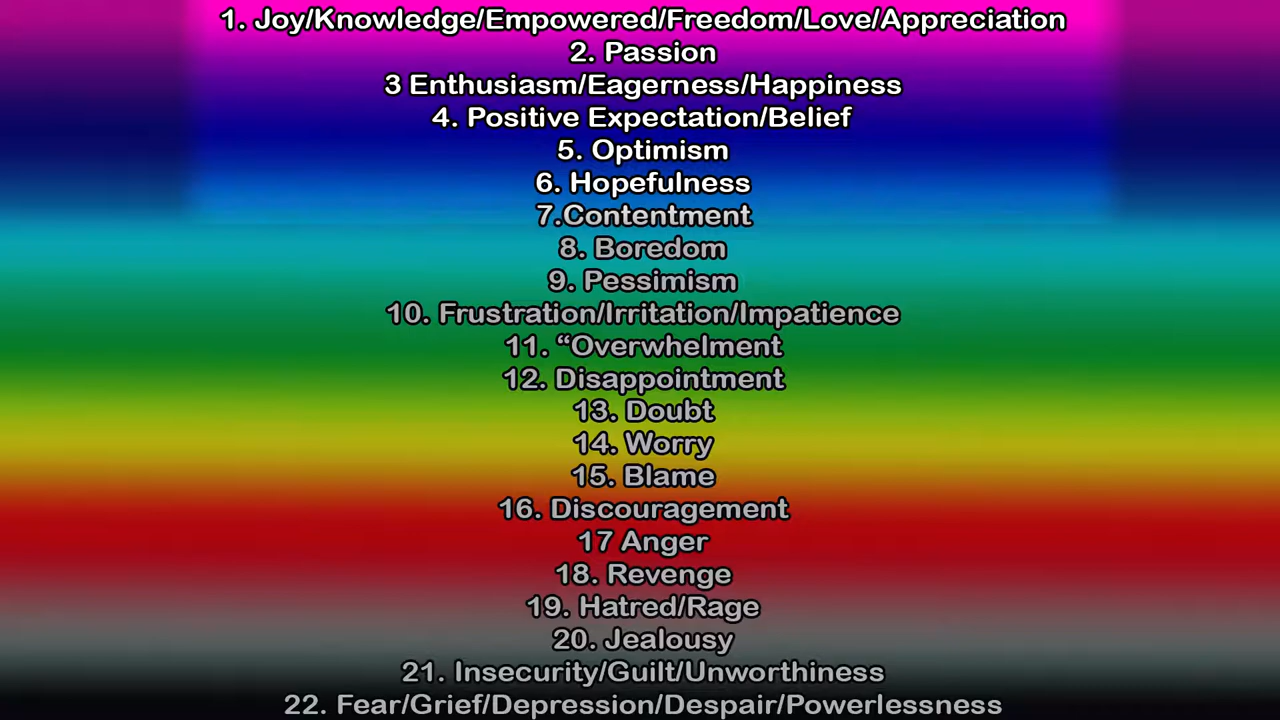 1. Joy/Knowledge/Empowered/Freedom/Love/Appreciation
2. Passion
3 Enthusiasm/Eagerness/Happiness
4. Positive Expectation/Belief
5. Optimism
6. Hopefulness
7.Contentment
8. Boredom
9. Pessimism
10. Frustration/Irritation/Impatience
11. “Overwhelment
12. Disappointment
13. Doubt
14. Worry
15. Blame
16. Discouragement
17 Anger
18. Revenge
19. Hatred/Rage
20. Jealousy
21. Insecurity/Guilt/Unworthiness
22. Fear/Grief/Depression/Despair/Powerlessness